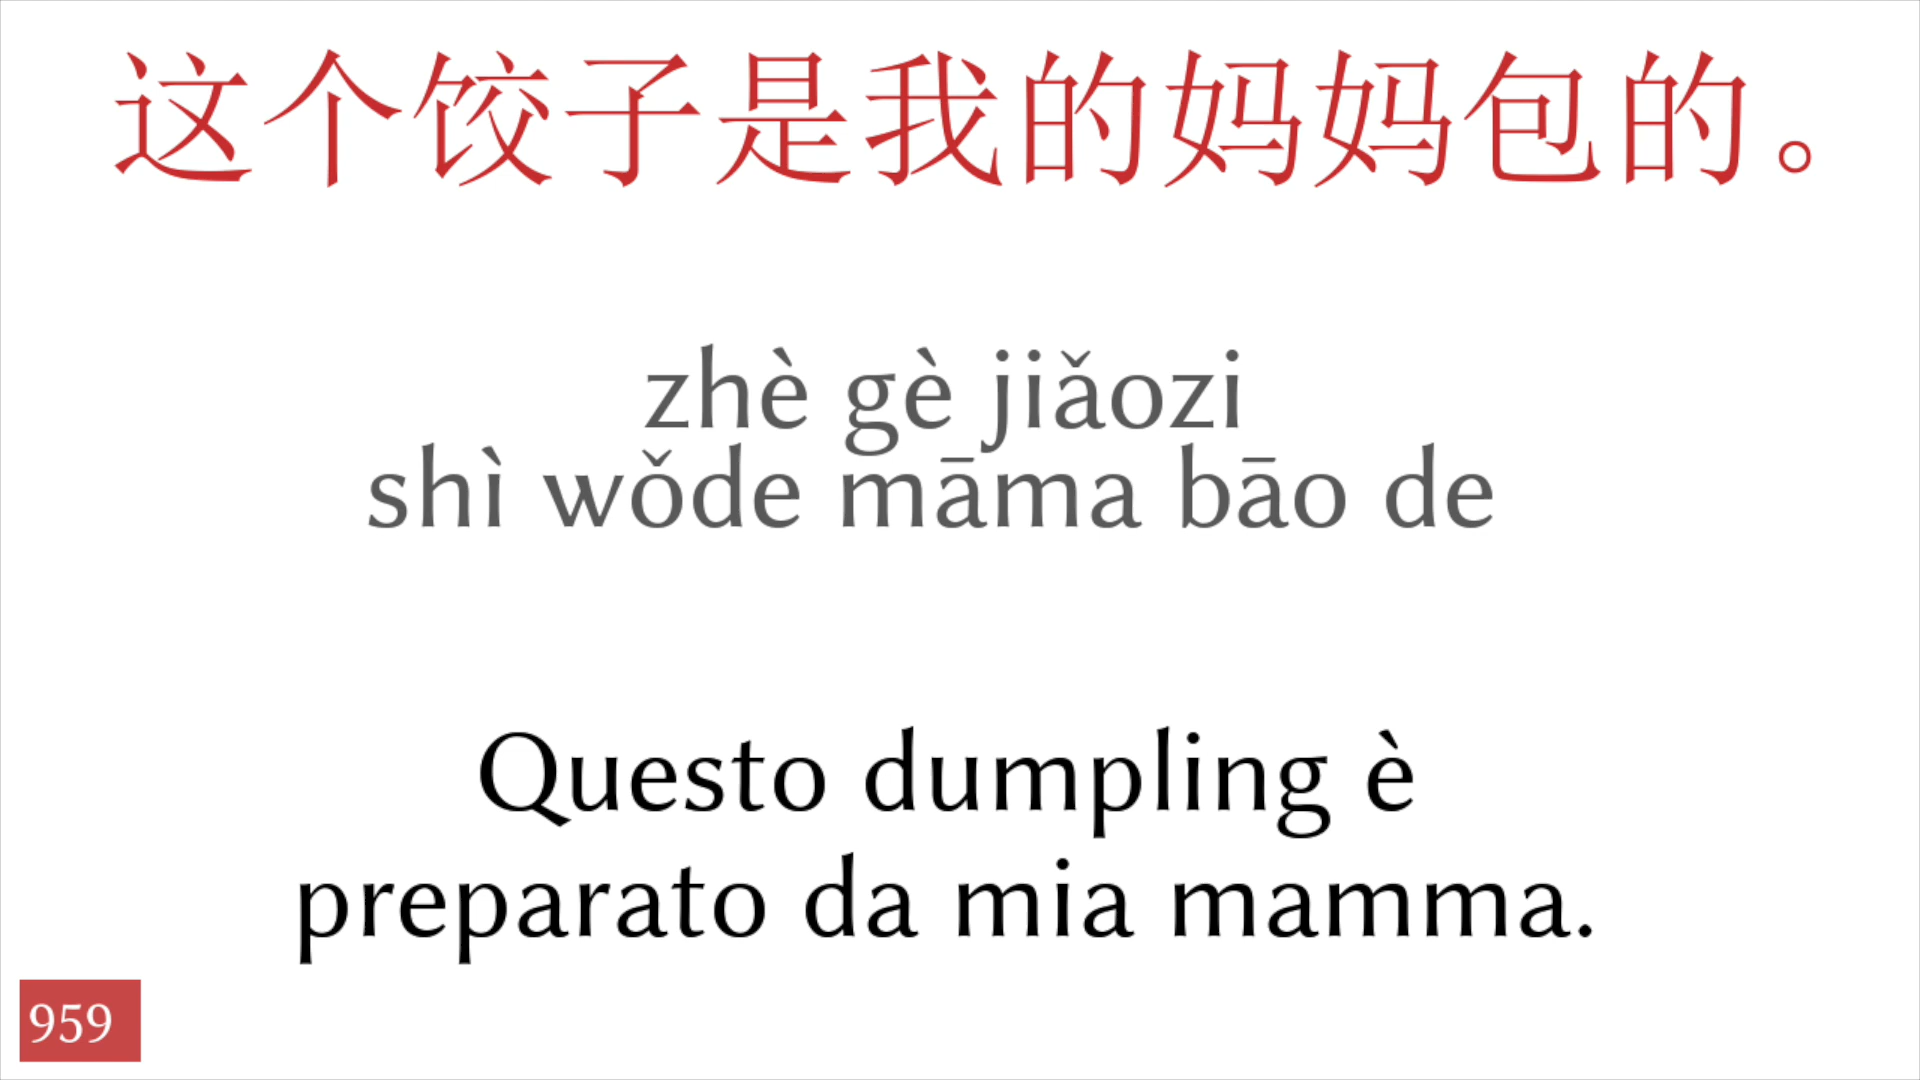 这个饺子是我的妈妈包的。
zhè gè jiǎozi
shì wǒde māma bāo de
Questo dumpling è
preparato da mia mamma.
959